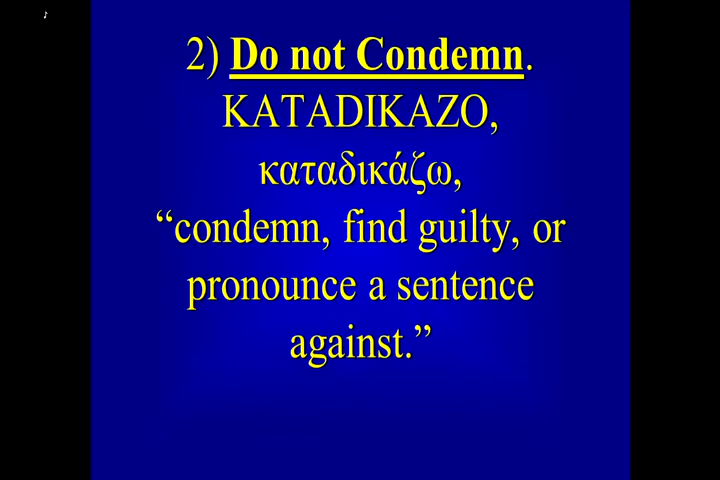 ♪
2) Do not Condemn.
KATADIKAZO,
καταδικάζω,
“condemn, find guilty, or
pronounce a sentence
against.”